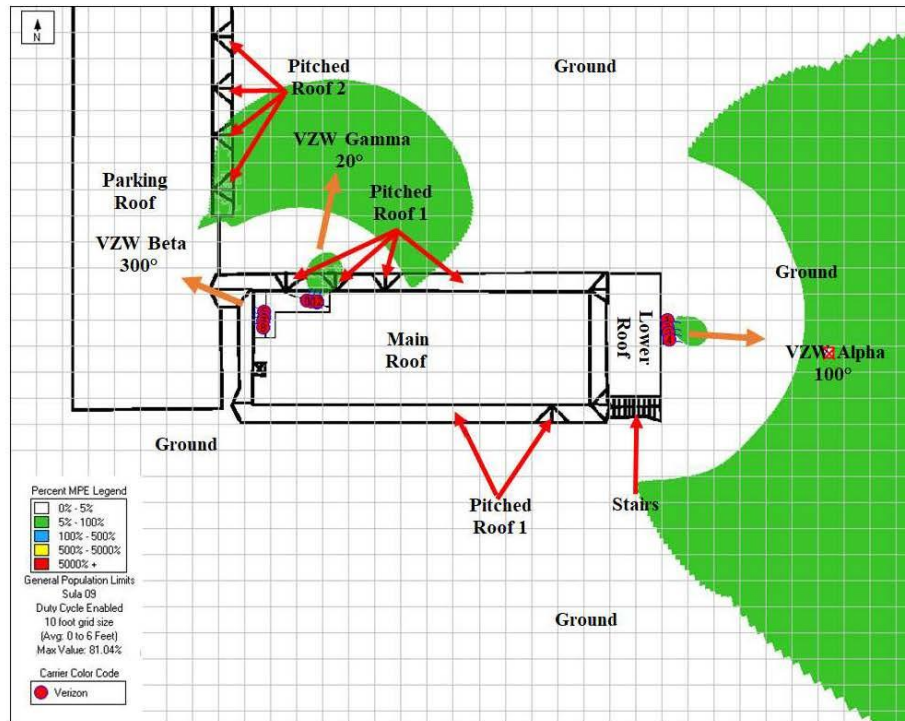 N
Ground
Pitched
Roof 2
VZW Gamma
20°
Parking
Roof
Pitched
Roof 1
VZW Beta
300°
Ground
Lower
Roof
Main
Roof
VZW Alpha
100°
Ground
Pitched
Roof 1
Stairs
Ground
Percent MPE Legend
0% - 5%
5% - 100%
100% - 500%
500% - 5000%
5000% +
General Population Limits
Sula 09
Duty Cycle Enabled
10 foot grid size
(Avg: 0 to 6 Feet)
Max Value: 81.04%
Carrier Color Code
Verizon